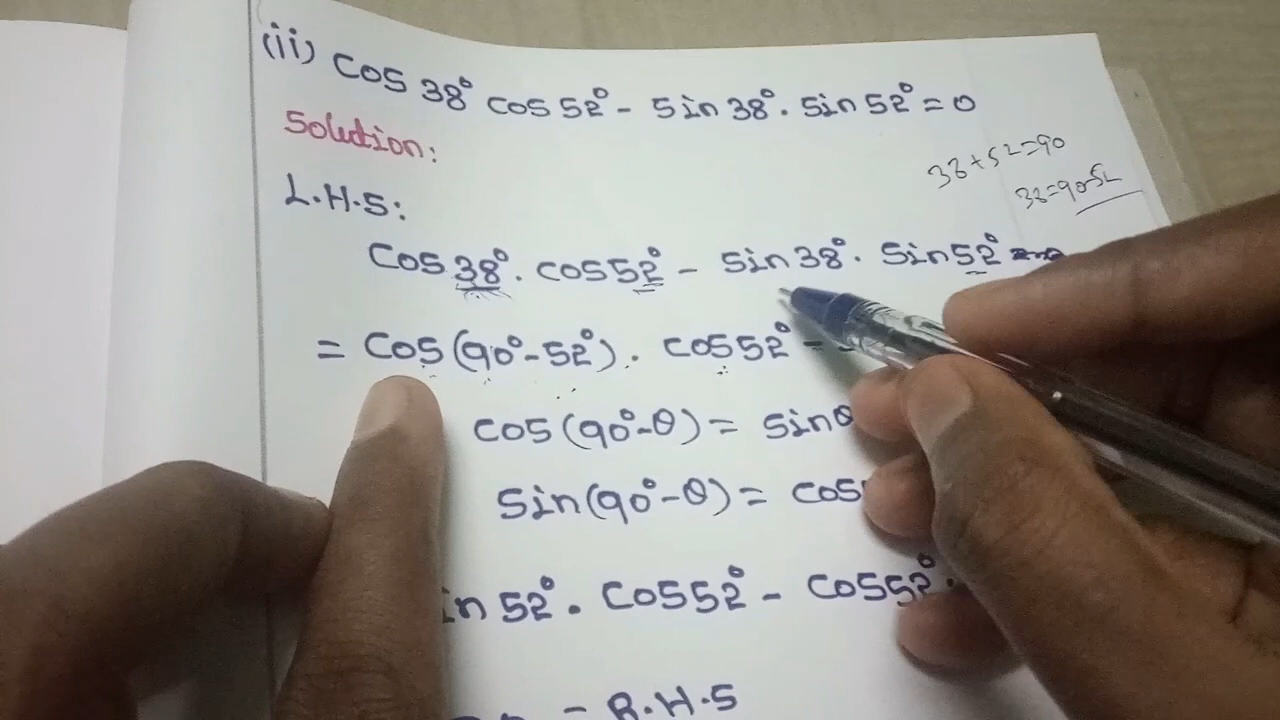 (ii) Cos 38° cos 52° - Sin 38° . Sin 52° = 0
Solution:
38+52=90
38=90-52
L.H.S:
Cos 38° . cos 52° - Sin 38° . Sin 52°
= Cos (90° - 52°) . Cos 52° -
Cos (90° - θ) = Sin θ
Sin (90° - θ) = Cos
in 52° . Cos 52° - Cos 52° .
= R.H.S